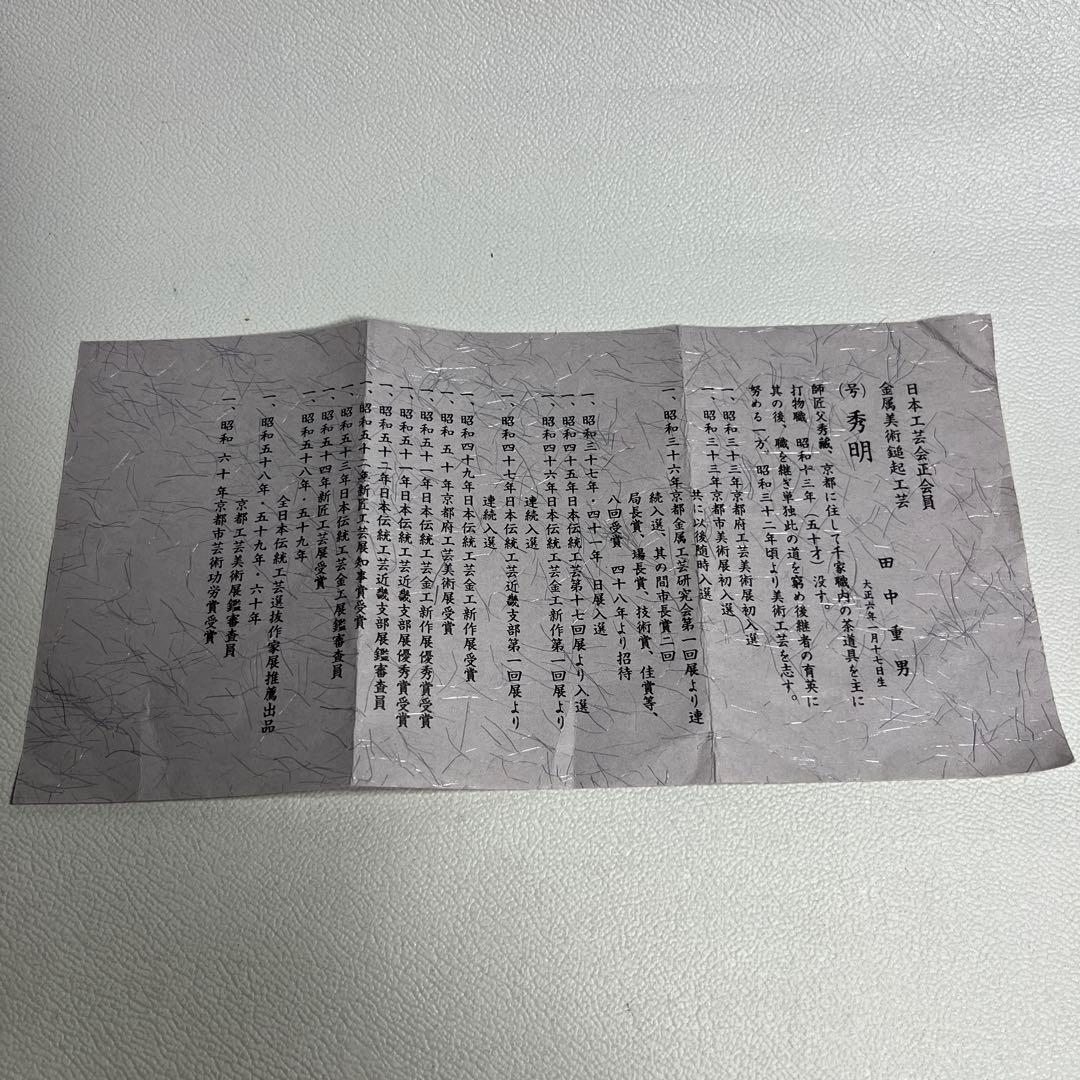 日本工芸会正会員
金属美術鎚起工芸
田中重男
(号)秀明
大正六年一月十七日生
師匠父秀蔵、京都に住して千家職内の茶道具を主に
打物職 昭和十三年(五十才)没す。
其の後、職を継ぎ単独此の道を窮め後継者の育英に
努める一方、昭和三十二年頃より美術工芸を志す。
一、昭和三十三年京都府工芸美術展初入選
一、昭和三十三年京都市美術展初入選
共に以後随時入選
一、昭和三十六年京都金属工芸研究会第一回展より連
続入選、其の間市長賞二回
局長賞、場長賞、技術賞、佳賞等、
八回受賞 四十八年より招待
一、昭和三十七年・四十一年 日展入選
一、昭和四十五年日本伝統工芸第十七回展より入選
一、昭和四十六年日本伝統工芸金工新作第一回展より
連続入選
一、昭和四十七年日本伝統工芸近畿支部第一回展より
連続入選
一、昭和四十九年日本伝統工芸金工新作展受賞
一、昭和五十年京都府工芸美術展受賞
一、昭和五十一年日本伝統工芸金工新作展優秀賞受賞
一、昭和五十一年日本伝統工芸近畿支部展優秀賞受賞
一、昭和五十二年日本伝統工芸近畿支部展鑑審査員
一、昭和五十二年新匠工芸展知事賞受賞
一、昭和五十三年日本伝統工芸金工展鑑審査員
一、昭和五十四年新匠工芸展受賞
一、昭和五十八年・五十九年
全日本伝統工芸選抜作家展推薦出品
一、昭和五十八年・五十九年・六十年
京都工芸美術展鑑審査員
一、昭和六十年京都市芸術功労賞受賞